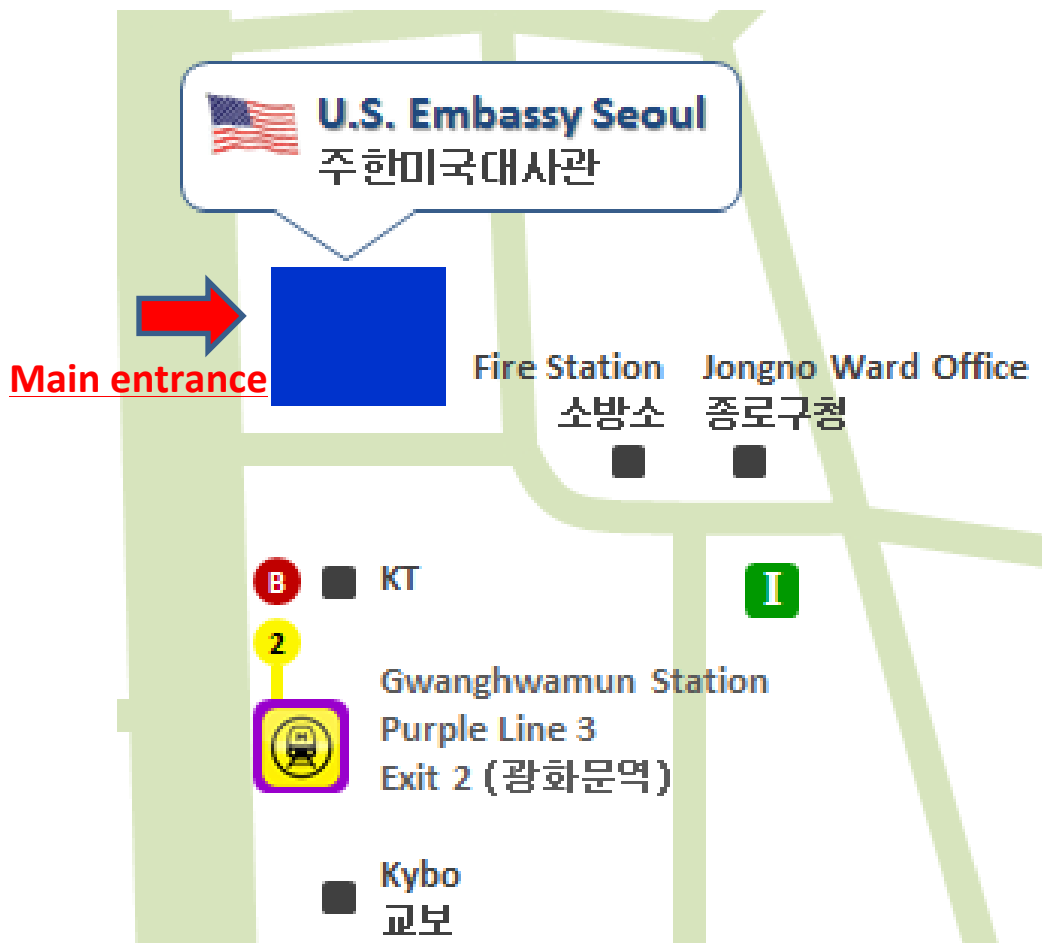 U.S. Embassy Seoul
주한미국대사관
Main entrance
Fire Station
소방소
Jongno Ward Office
종로구청
B
KT
I
2
Gwanghwamun Station
Purple Line 3
Exit 2 (광화문역)
M
Kybo
교보